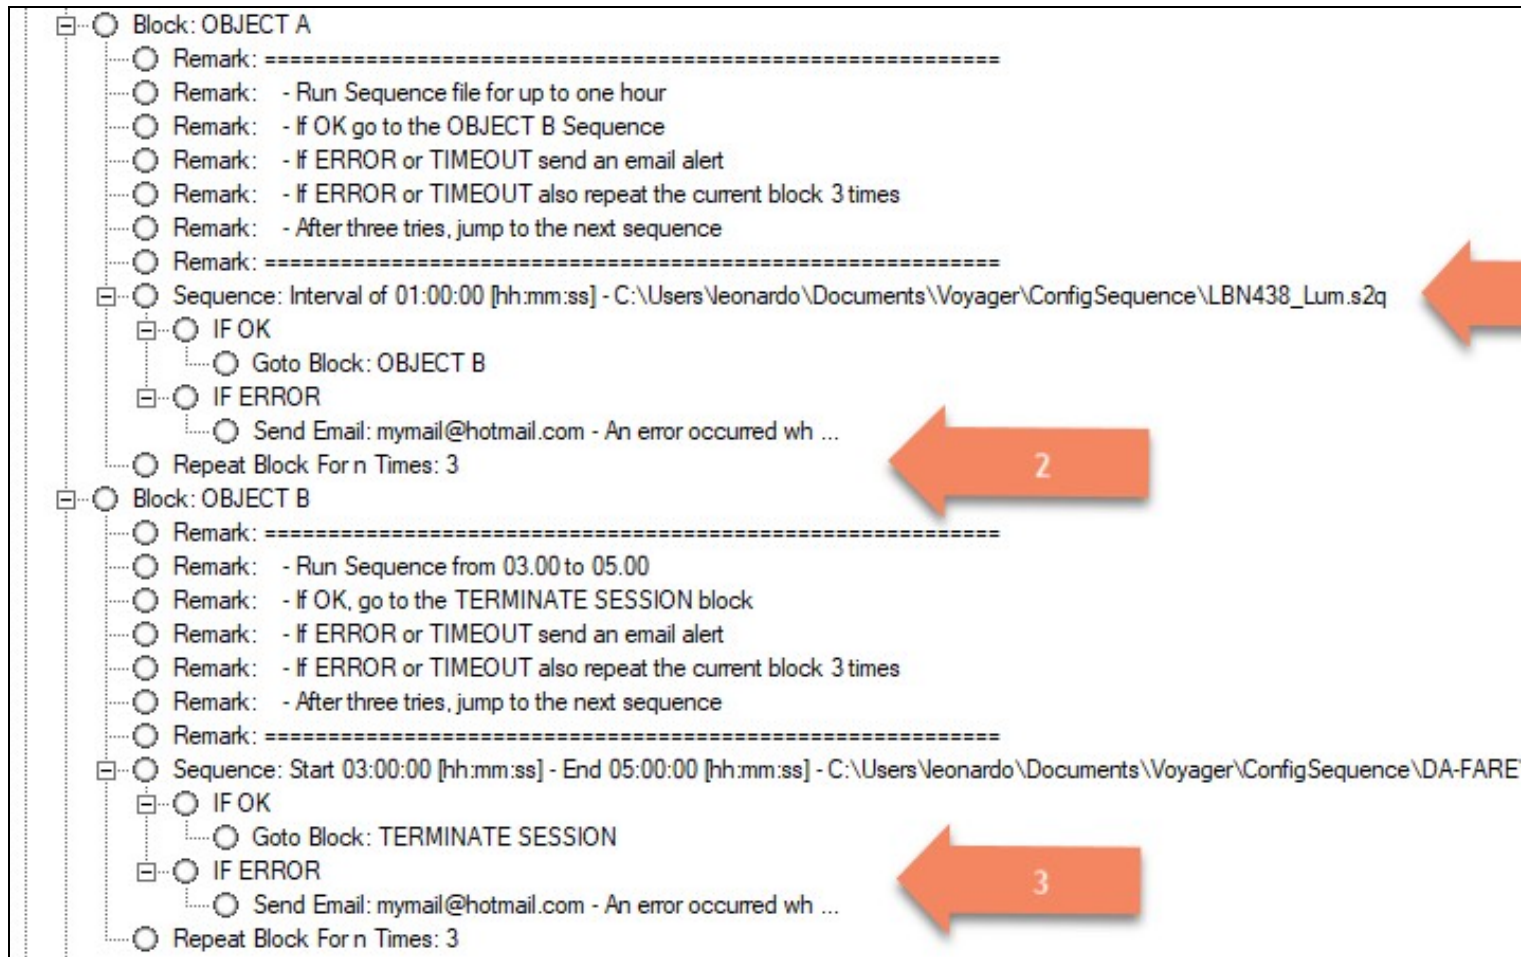 Block: OBJECT A
Remark: ==========================================================
Remark: - Run Sequence file for up to one hour
Remark: - If OK go to the OBJECT B Sequence
Remark: - If ERROR or TIMEOUT send an email alert
Remark: - If ERROR or TIMEOUT also repeat the current block 3 times
Remark: - After three tries, jump to the next sequence
Remark: ==========================================================
Sequence: Interval of 01:00:00 [hh:mm:ss] - C:\Users\leonardo\Documents\Voyager\ConfigSequence\LBN438_Lum.s2q
IF OK
Goto Block: OBJECT B
IF ERROR
Send Email: mymail@hotmail.com - An error occurred wh ...
Repeat Block For n Times: 3
2
Block: OBJECT B
Remark: ==========================================================
Remark: - Run Sequence from 03.00 to 05.00
Remark: - If OK, go to the TERMINATE SESSION block
Remark: - If ERROR or TIMEOUT send an email alert
Remark: - If ERROR or TIMEOUT also repeat the current block 3 times
Remark: - After three tries, jump to the next sequence
Remark: ==========================================================
Sequence: Start 03:00:00 [hh:mm:ss] - End 05:00:00 [hh:mm:ss] - C:\Users\leonardo\Documents\Voyager\ConfigSequence\DA-FARE\
IF OK
Goto Block: TERMINATE SESSION
IF ERROR
3
Send Email: mymail@hotmail.com - An error occurred wh ...
Repeat Block For n Times: 3